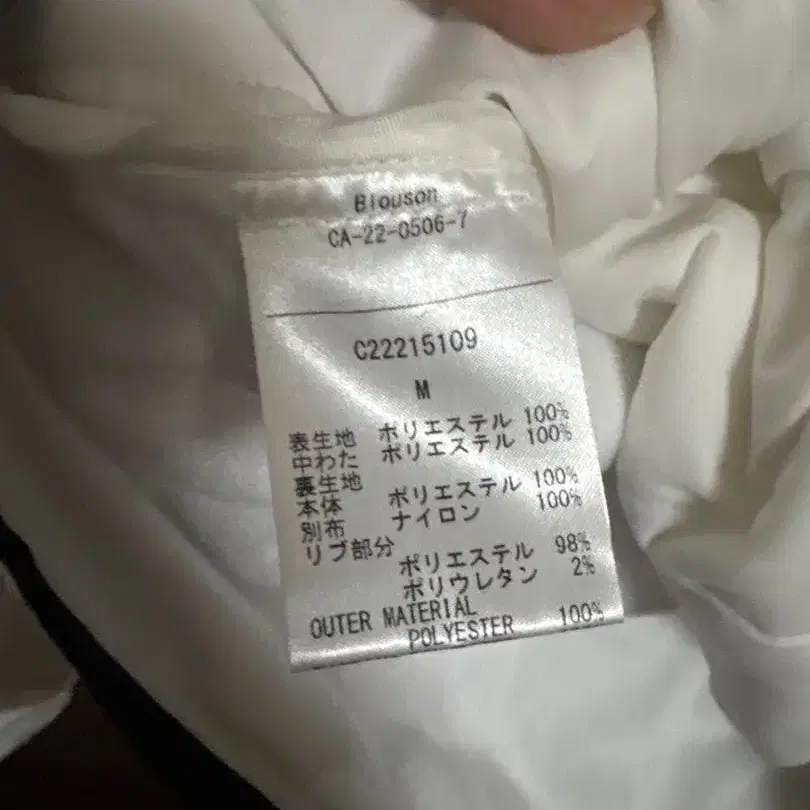 Blouson
CA-22-0506-7
C22215109
M
表生地 ポリエステル 100%
中わた ポリエステル 100%
裏生地
本体 ポリエステル 100%
別布 ナイロン 100%
リブ部分
ポリエステル 98%
ポリウレタン 2%
OUTER MATERIAL
POLYESTER 100%